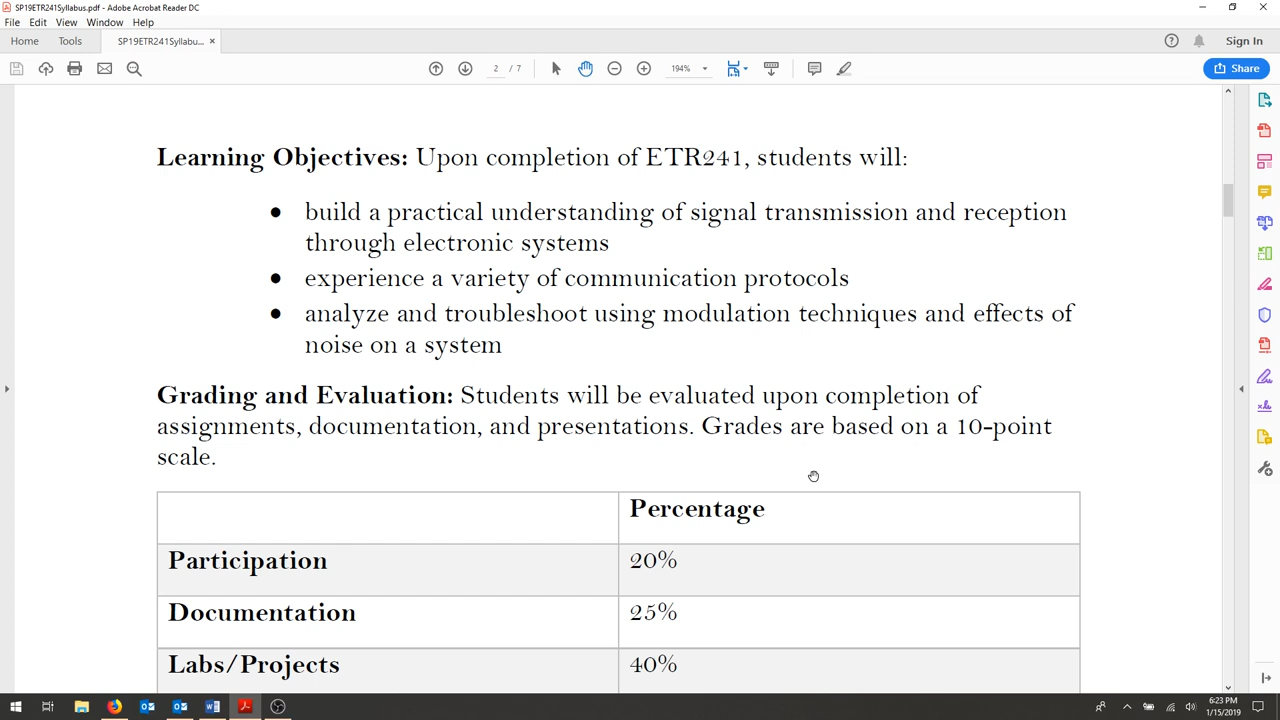 SP19ETR241Syllabus.pdf - Adobe Acrobat Reader DC
File Edit View Window Help
Home Tools SP19ETR241Syllabu... × Sign In
2 / 7 194% Share
Learning Objectives: Upon completion of ETR241, students will:
● build a practical understanding of signal transmission and reception
through electronic systems
● experience a variety of communication protocols
● analyze and troubleshoot using modulation techniques and effects of
noise on a system
Grading and Evaluation: Students will be evaluated upon completion of
assignments, documentation, and presentations. Grades are based on a 10-point
scale.
Percentage
Participation 20%
Documentation 25%
Labs/Projects 40%
6:23 PM
1/15/2019